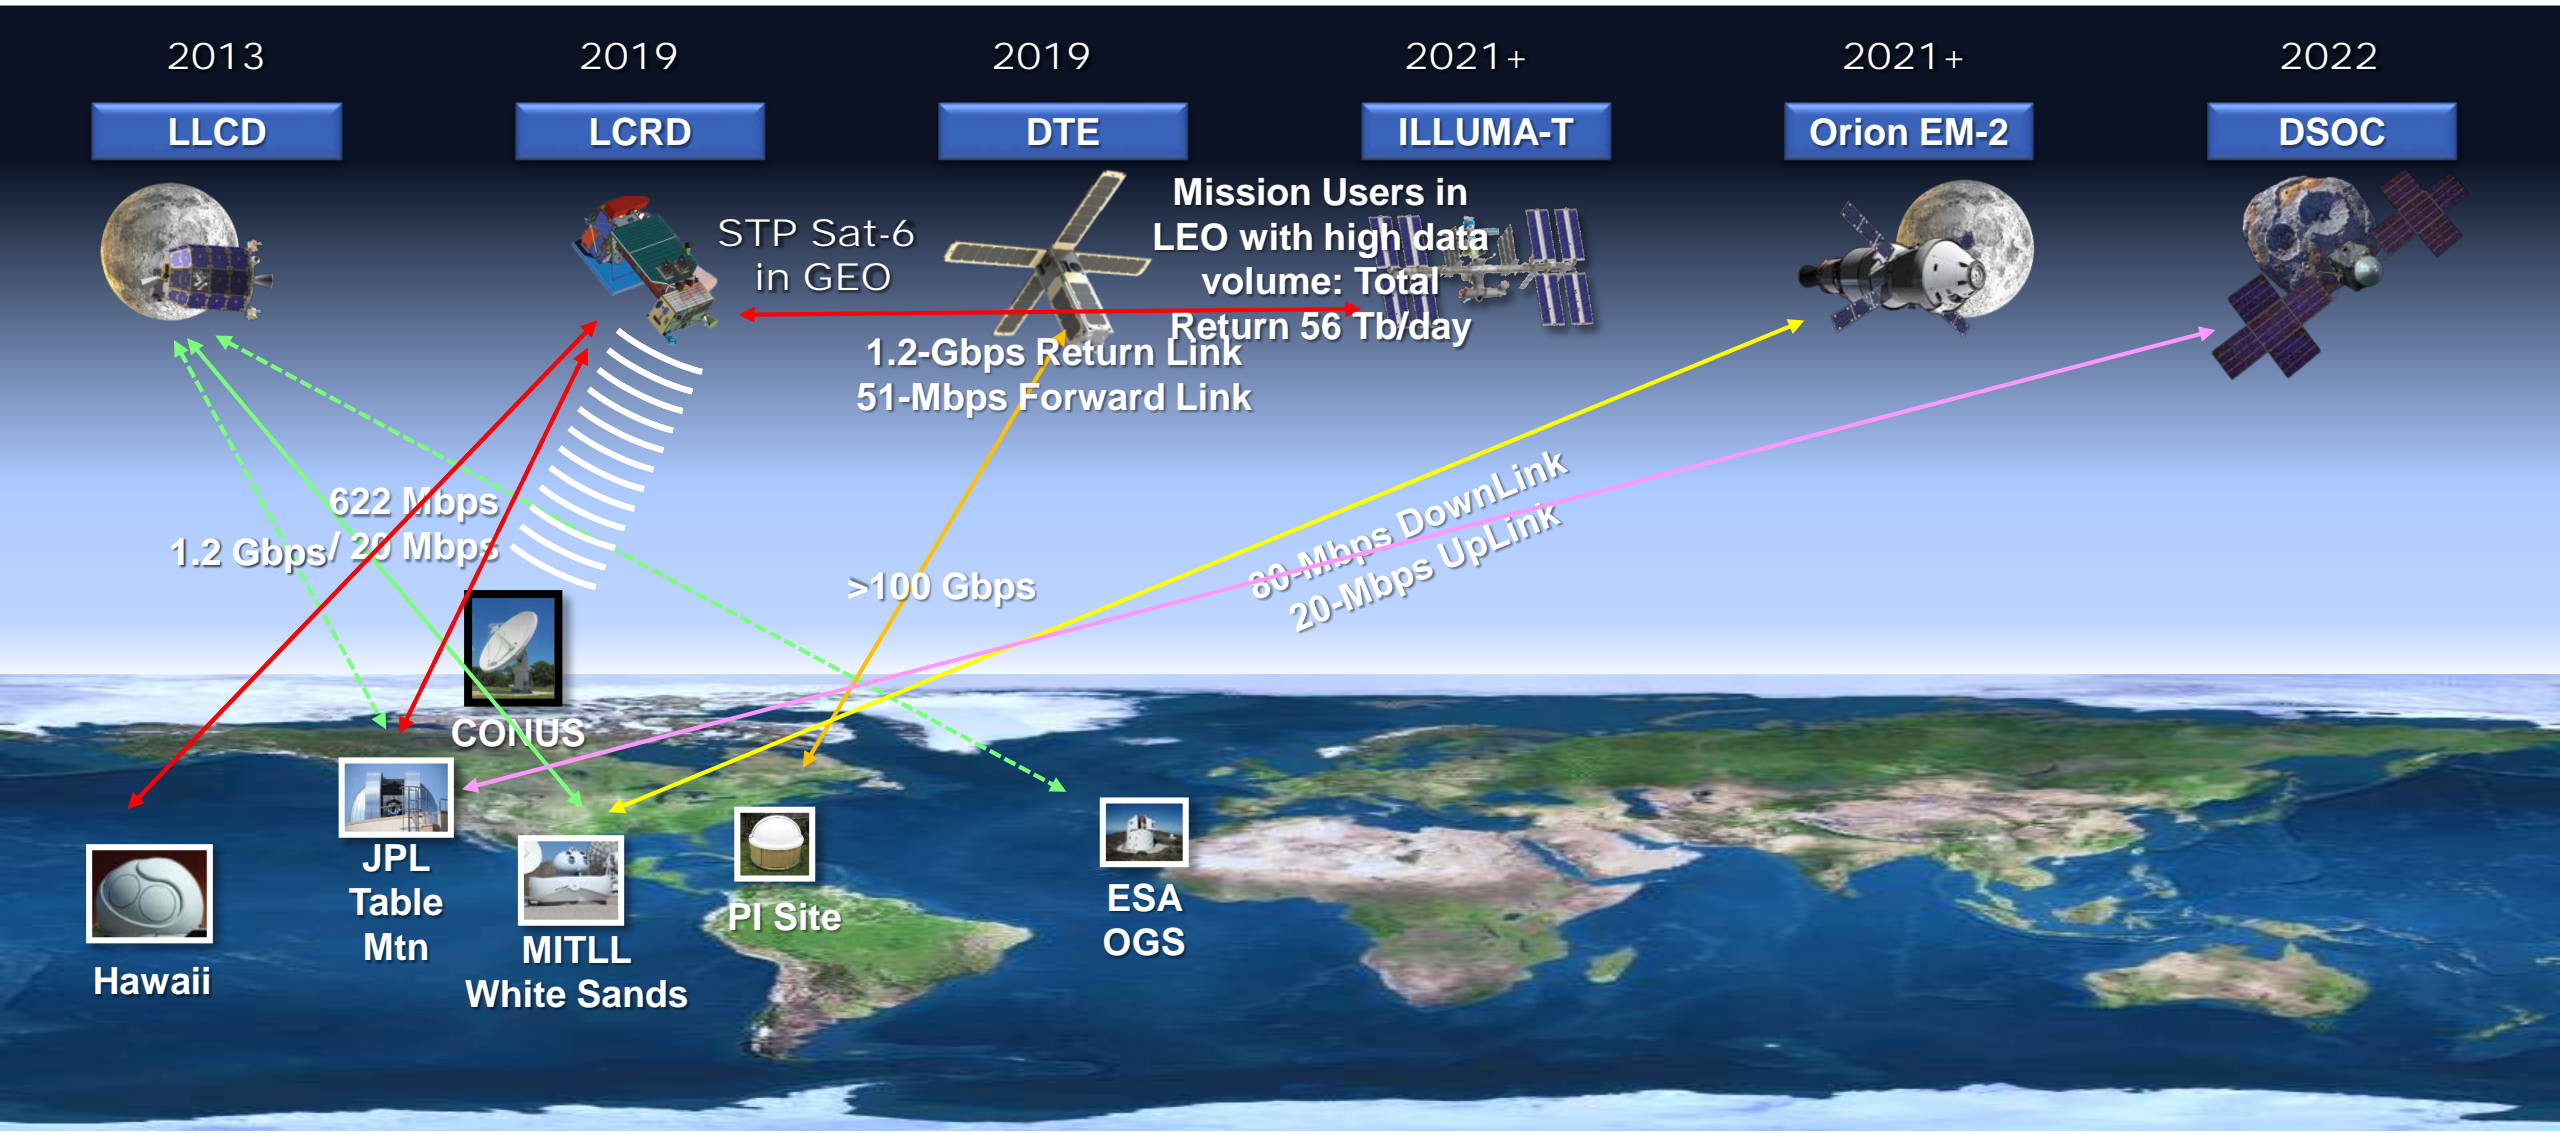 2013
2019
2019
2021+
2021+
2022
LLCD
LCRD
DTE
ILLUMA-T
Orion EM-2
DSOC
STP Sat-6
in GEO
Mission Users in
LEO with high data
volume: Total
Return 56 Tb/day
1.2-Gbps Return Link
51-Mbps Forward Link
622 Mbps
/ 20 Mbps
1.2 Gbps
>100 Gbps
80-Mbps DownLink
20-Mbps UpLink
CONUS
JPL
Table
Mtn
Hawaii
MITLL
White Sands
PI Site
ESA
OGS